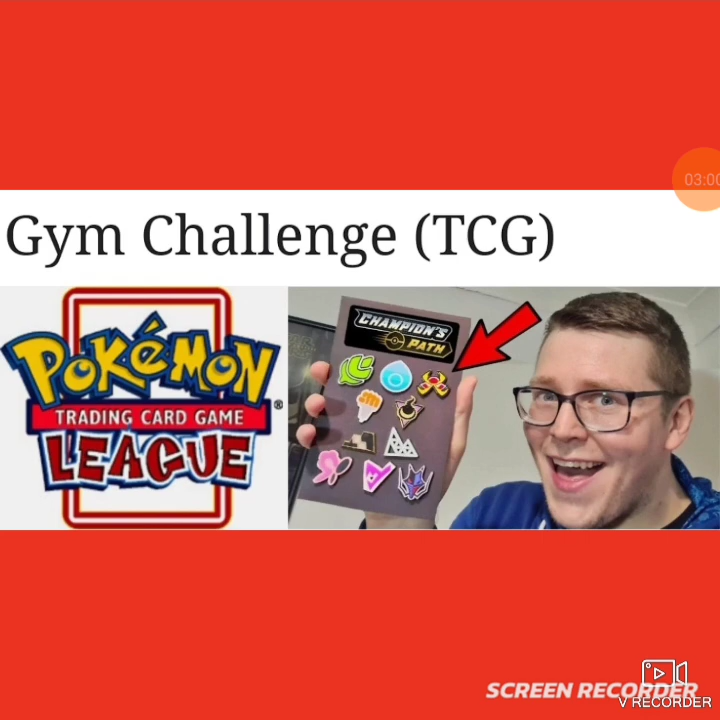 03:00
Gym Challenge (TCG)
POKéMON
TRADING CARD GAME
®
LEAGUE
CHAMPION'S
PATH
SCREEN RECORDER
V RECORDER